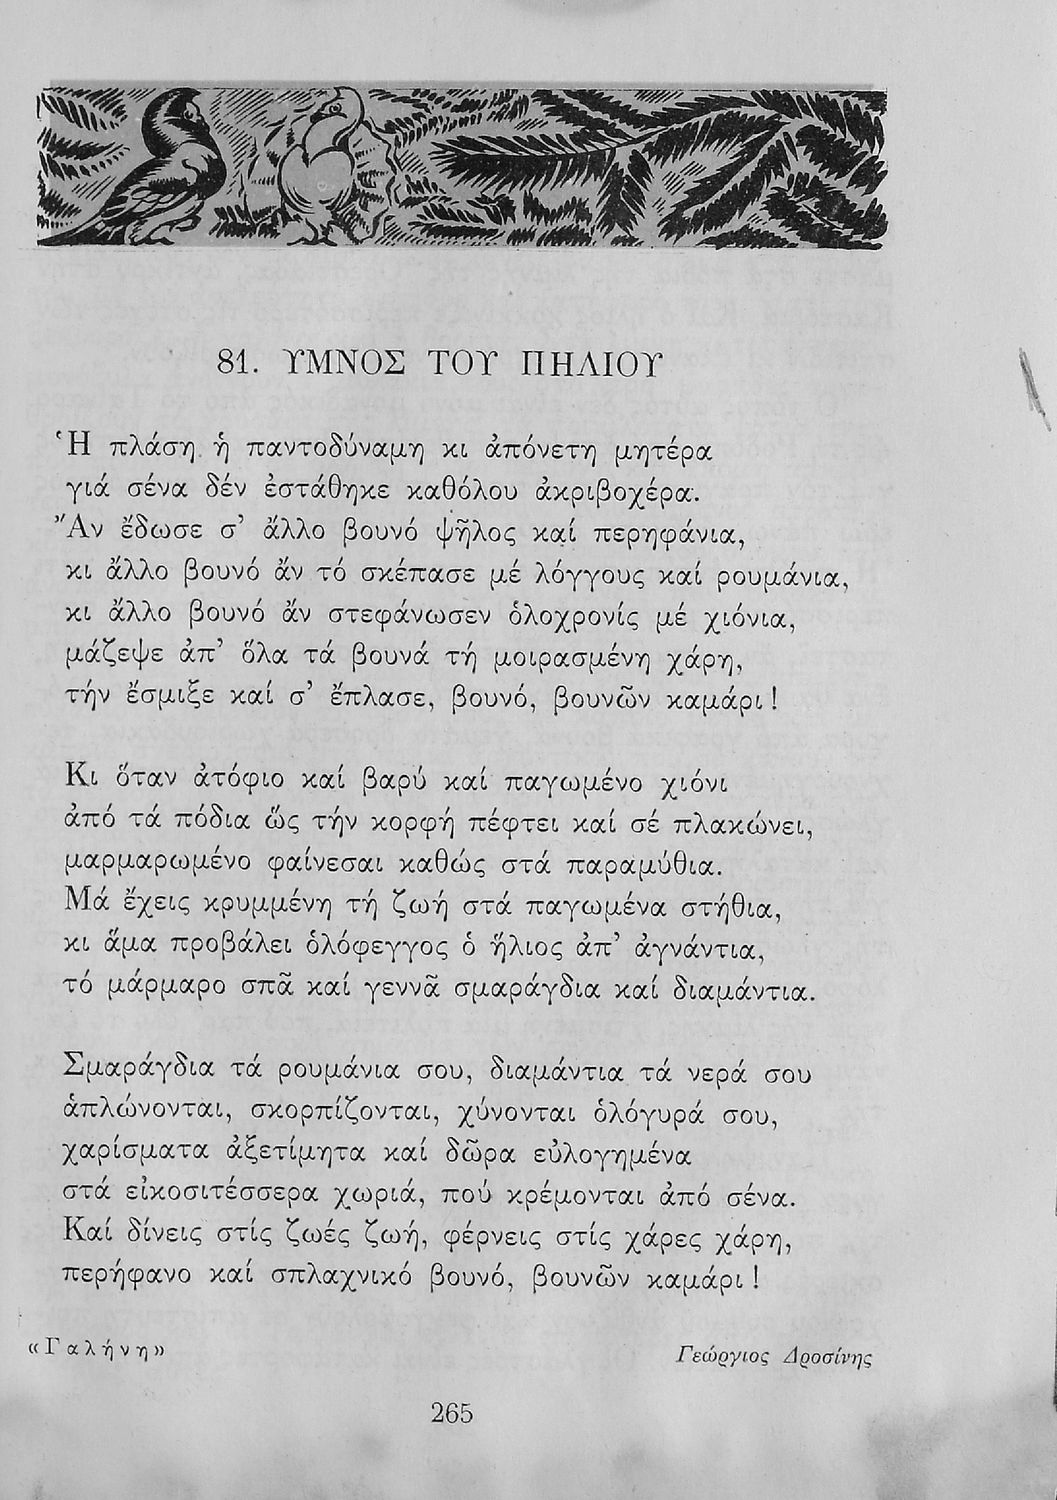 81. ΥΜΝΟΣ ΤΟΥ ΠΗΛΙΟΥ
Ἡ πλάση ἡ παντοδύναμη κι ἀπόνετη μητέρα
γιά σένα δέν ἐστάθηκε καθόλου ἀκριβοχέρα.
Ἄν ἔδωσε σ’ ἄλλο βουνό ψῆλος καί περηφάνια,
κι ἄλλο βουνό ἄν τό σκέπασε μέ λόγγους καί ρουμάνια,
κι ἄλλο βουνό ἄν στεφάνωσεν ὁλοχρονίς μέ χιόνια,
μάζεψε ἀπ’ ὅλα τά βουνά τή μοιρασμένη χάρη,
τήν ἔσμιξε καί σ’ ἔπλασε, βουνό, βουνῶν καμάρι!
Κι ὅταν ἀτόφιο καί βαρύ καί παγωμένο χιόνι
ἀπό τά πόδια ὥς τήν κορφή πέφτει καί σέ πλακώνει,
μαρμαρωμένο φαίνεσαι καθώς στά παραμύθια.
Μά ἔχεις κρυμμένη τή ζωή στά παγωμένα στήθια,
κι ἅμα προβάλει ὁλόφεγγος ὁ ἥλιος ἀπ’ ἀγνάντια,
τό μάρμαρο σπᾶ καί γεννᾶ σμαράγδια καί διαμάντια.
Σμαράγδια τά ρουμάνια σου, διαμάντια τά νερά σου
ἁπλώνονται, σκορπίζονται, χύνονται ὁλόγυρά σου,
χαρίσματα ἀξετίμητα καί δῶρα εὐλογημένα
στά εἰκοσιτέσσερα χωριά, πού κρέμονται ἀπό σένα.
Καί δίνεις στίς ζωές ζωή, φέρνεις στίς χάρες χάρη,
περήφανο καί σπλαχνικό βουνό, βουνῶν καμάρι!
«Γαλήνη» Γεώργιος Δροσίνης
265